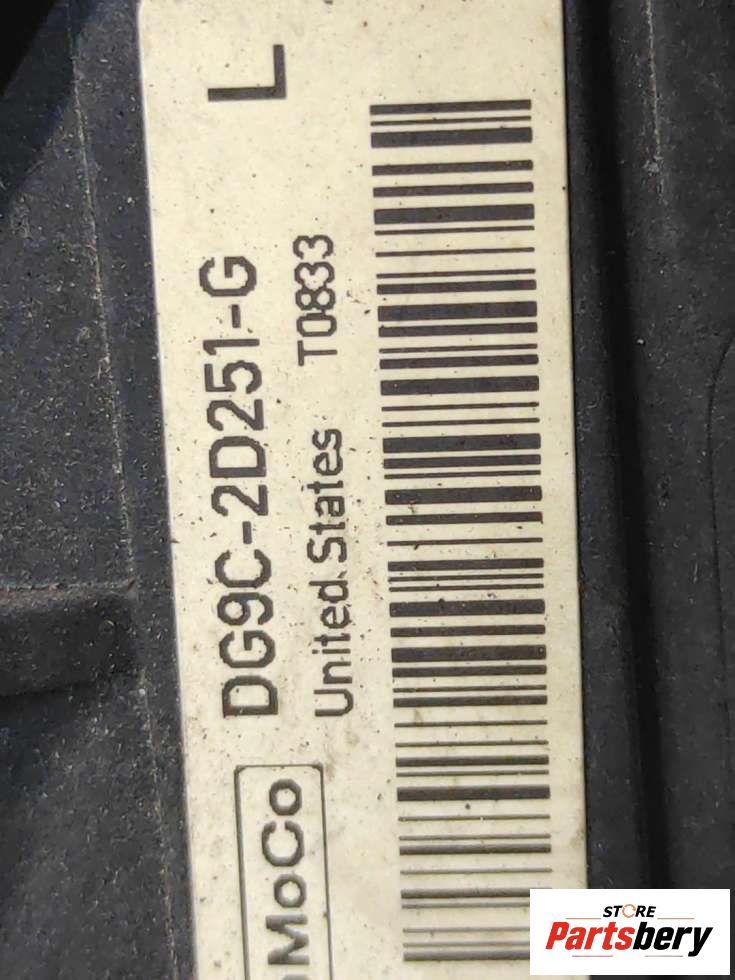 DG9C-2D251-G L
United States T0833
MoCo
STORE
Partsbery